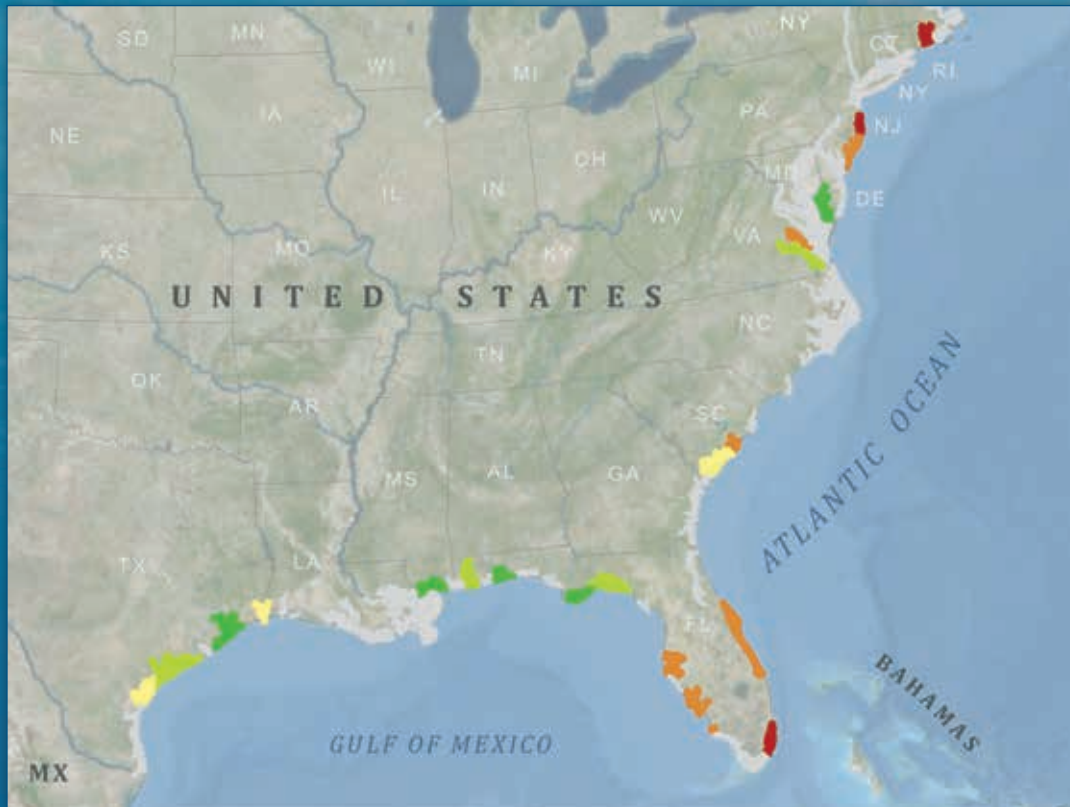 SD
MN
NY
WI
MI
CT
RI
NY
IA
NE
PA
NJ
OH
MD
IL
IN
DE
WV
VA
KS
MO
KY
UNITED STATES
NC
TN
OK
AR
SC
MS
AL
GA
ATLANTIC OCEAN
LA
TX
FL
BAHAMAS
GULF OF MEXICO
MX